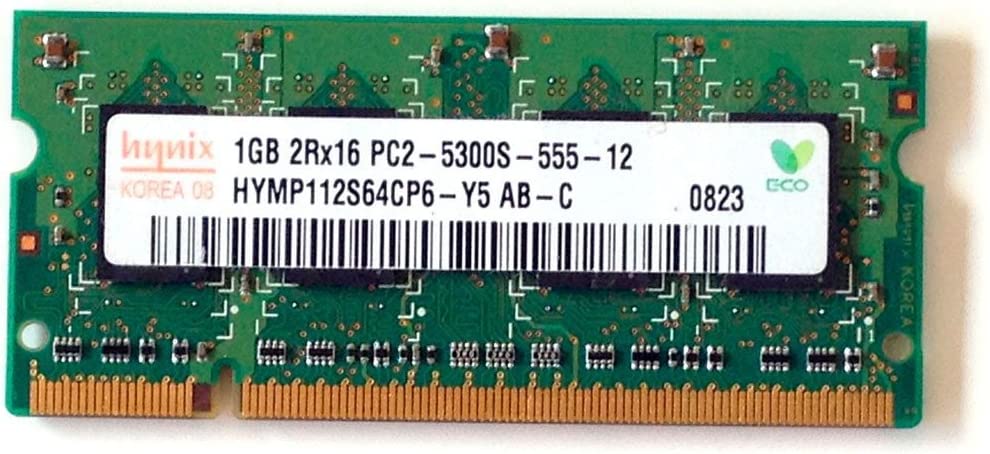 hynix 1GB 2Rx16 PC2-5300S-555-12
KOREA 08 HYMP112S64CP6-Y5 AB-C 0823
ECO
hynix KOREA